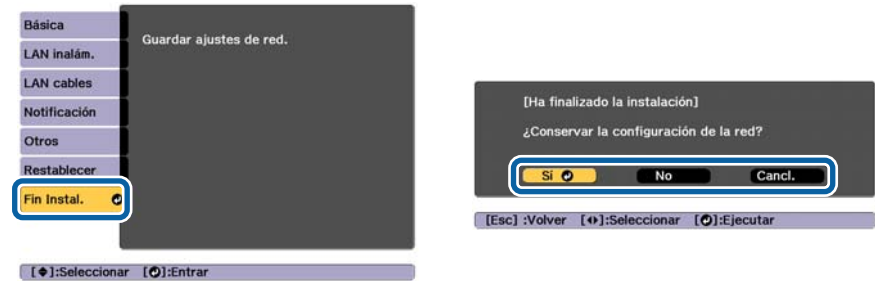 Básica
LAN inalám.
LAN cables
Notificación
Otros
Restablecer
Fin Instal.
Guardar ajustes de red.
[◆]:Seleccionar [↵]:Entrar
[Ha finalizado la instalación]
¿Conservar la configuración de la red?
Sí No Cancl.
[Esc] :Volver [◀▶]:Seleccionar [↵]:Ejecutar